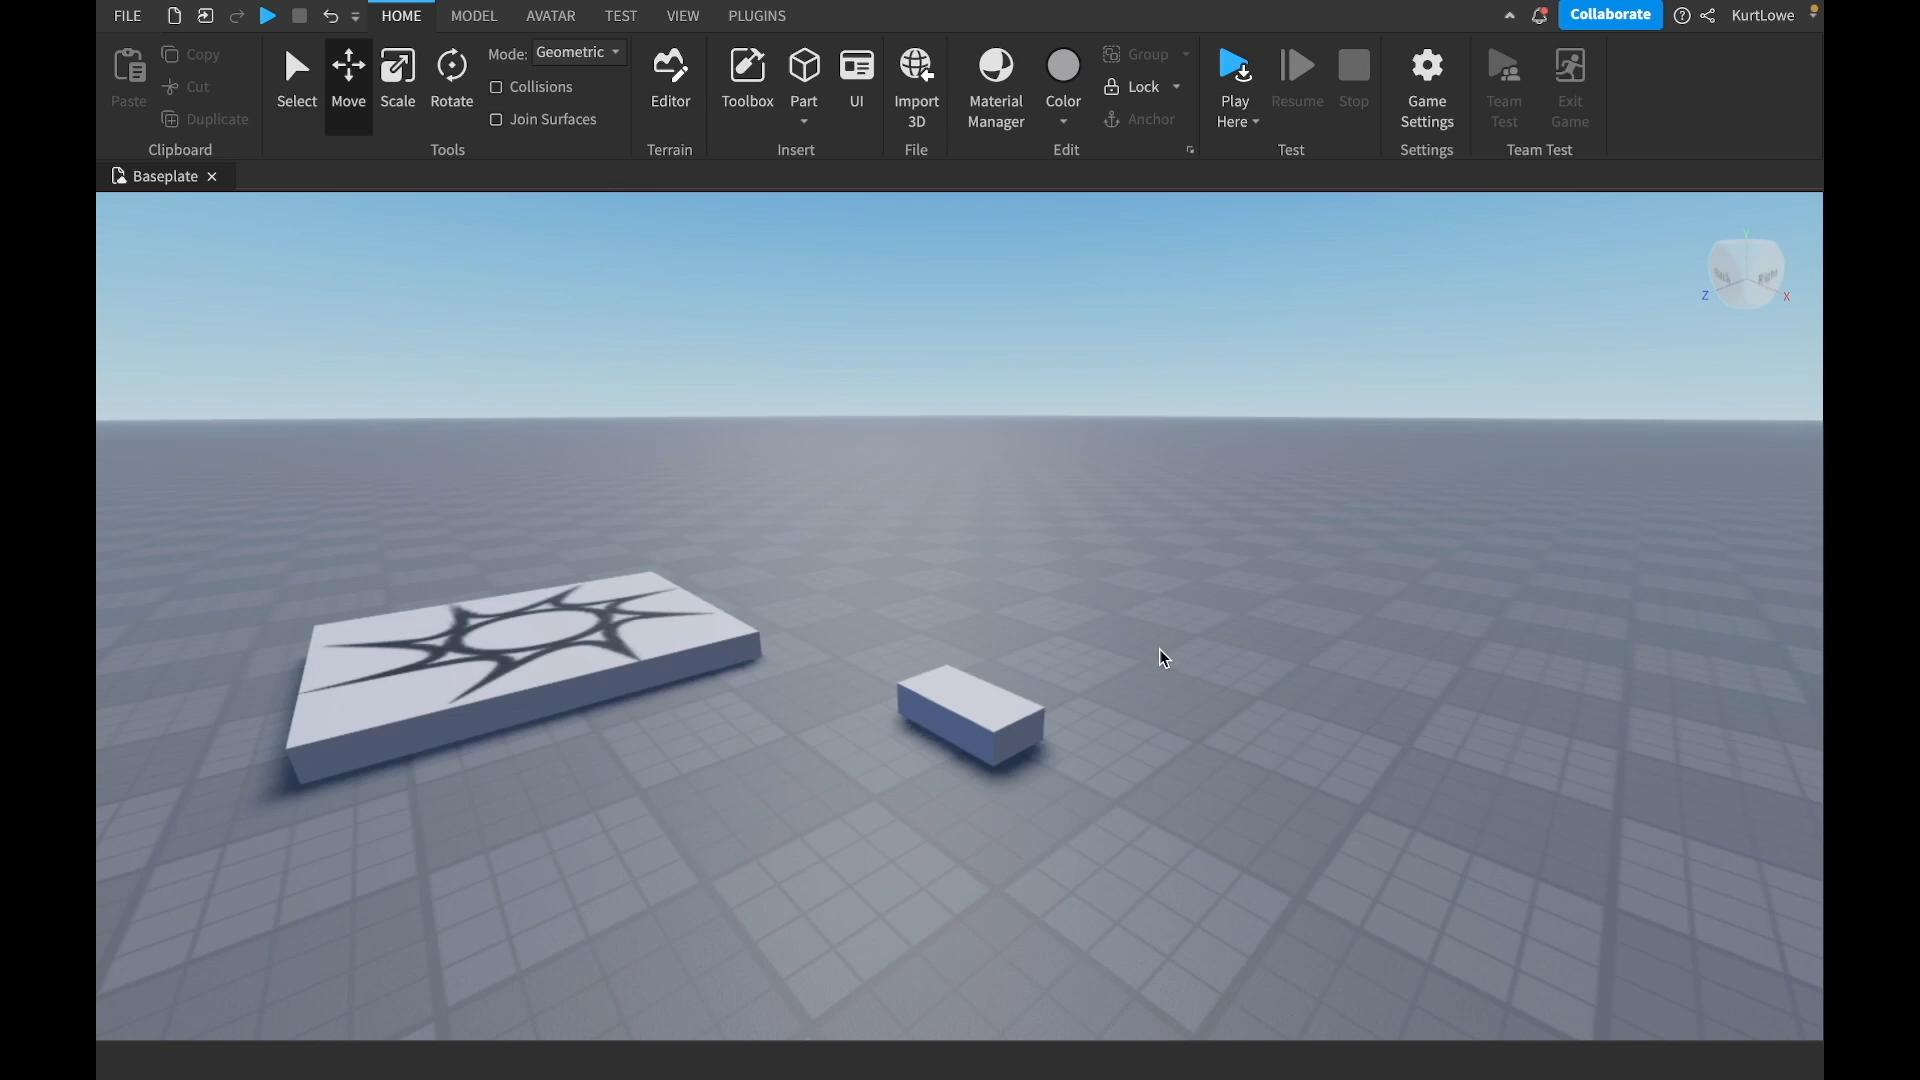 FILE HOME MODEL AVATAR TEST VIEW PLUGINS Collaborate KurtLowe
Paste
Copy
Cut
Duplicate
Clipboard
Select
Move
Scale
Rotate
Mode: Geometric
Collisions
Join Surfaces
Tools
Editor
Terrain
Toolbox
Part
UI
Insert
Import
3D
File
Material
Manager
Color
Group
Lock
Anchor
Edit
Play
Here
Resume
Stop
Test
Game
Settings
Settings
Team
Test
Exit
Game
Team Test
Baseplate
Y
Back
Right
Z
X